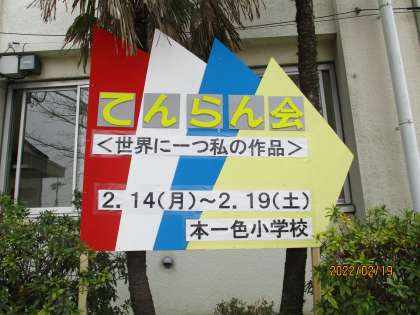 てんらん会
＜世界に一つ私の作品＞
2．14(月)～2．19(土)
本一色小学校
2022/02/19